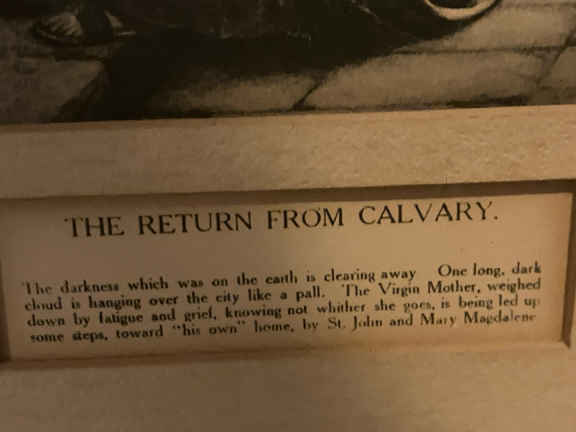 THE RETURN FROM CALVARY.
The darkness which was on the earth is clearing away One long, dark
cloud is hanging over the city like a pall. The Virgin Mother, weighed
down by fatigue and grief, knowing not whither she goes, is being led up
some steps, toward "his own" home, by St. John and Mary Magdalene